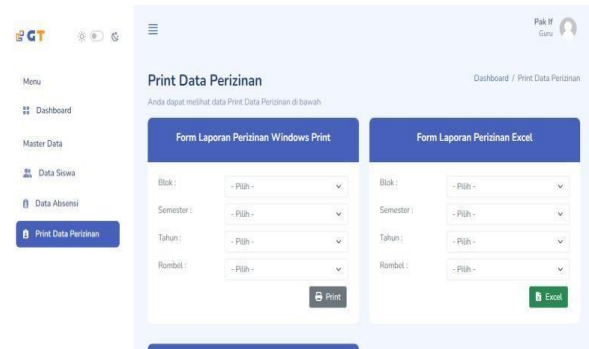 GT
Pak If
Guru
Menu
Dashboard
Master Data
Data Siswa
Data Absensi
Print Data Perizinan
Print Data Perizinan
Dashboard / Print Data Perizinan
Anda dapat melihat data Print Data Perizinan di bawah
Form Laporan Perizinan Windows Print
Blok :
- Pilih -
Semester :
- Pilih -
Tahun :
- Pilih -
Rombel :
- Pilih -
Print
Form Laporan Perizinan Excel
Blok :
- Pilih -
Semester :
- Pilih -
Tahun :
- Pilih -
Rombel :
- Pilih -
Excel